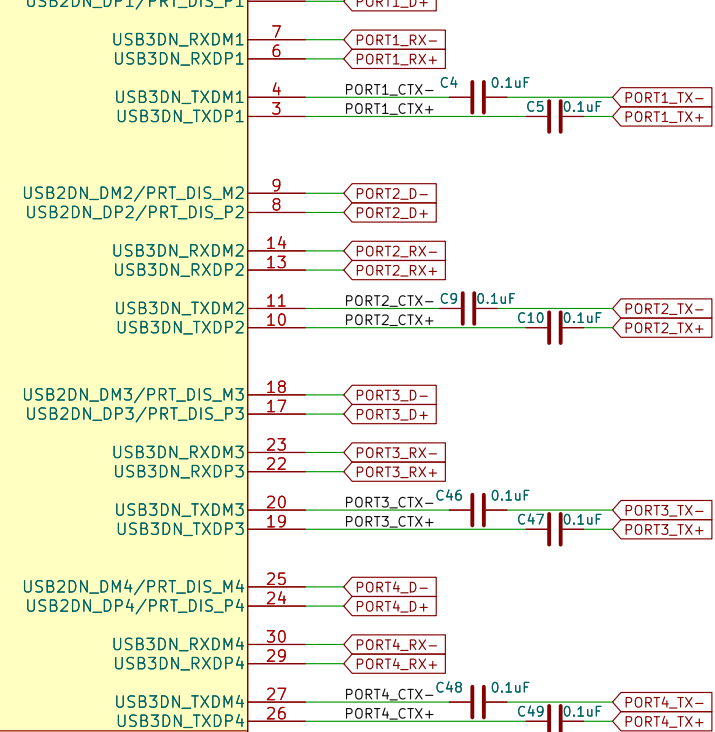 USB2DN_DP1/PRT_DIS_P1 PORT1_D+
USB3DN_RXDM1 7 PORT1_RX-
USB3DN_RXDP1 6 PORT1_RX+
USB3DN_TXDM1 4 PORT1_CTX- C4 0.1uF PORT1_TX-
USB3DN_TXDP1 3 PORT1_CTX+ C5 0.1uF PORT1_TX+
USB2DN_DM2/PRT_DIS_M2 9 PORT2_D-
USB2DN_DP2/PRT_DIS_P2 8 PORT2_D+
USB3DN_RXDM2 14 PORT2_RX-
USB3DN_RXDP2 13 PORT2_RX+
USB3DN_TXDM2 11 PORT2_CTX- C9 0.1uF PORT2_TX-
USB3DN_TXDP2 10 PORT2_CTX+ C10 0.1uF PORT2_TX+
USB2DN_DM3/PRT_DIS_M3 18 PORT3_D-
USB2DN_DP3/PRT_DIS_P3 17 PORT3_D+
USB3DN_RXDM3 23 PORT3_RX-
USB3DN_RXDP3 22 PORT3_RX+
USB3DN_TXDM3 20 PORT3_CTX- C46 0.1uF PORT3_TX-
USB3DN_TXDP3 19 PORT3_CTX+ C47 0.1uF PORT3_TX+
USB2DN_DM4/PRT_DIS_M4 25 PORT4_D-
USB2DN_DP4/PRT_DIS_P4 24 PORT4_D+
USB3DN_RXDM4 30 PORT4_RX-
USB3DN_RXDP4 29 PORT4_RX+
USB3DN_TXDM4 27 PORT4_CTX- C48 0.1uF PORT4_TX-
USB3DN_TXDP4 26 PORT4_CTX+ C49 0.1uF PORT4_TX+